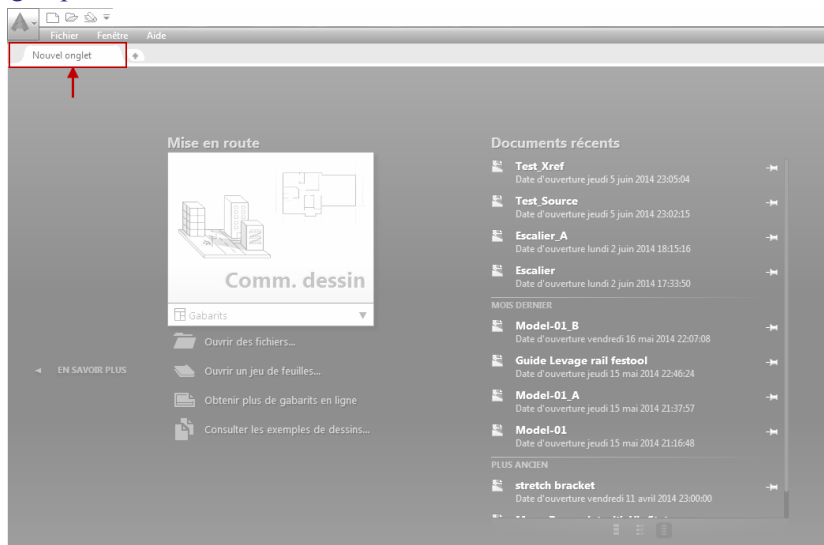 Fichier Fenêtre Aide
Nouvel onglet
Mise en route
Comm. dessin
Gabarits
Ouvrir des fichiers...
Ouvrir un jeu de feuilles...
Obtenir plus de gabarits en ligne
Consulter les exemples de dessins...
EN SAVOIR PLUS
Documents récents
Test_Xref
Date d'ouverture jeudi 5 juin 2014 23:05:04
Test_Source
Date d'ouverture jeudi 5 juin 2014 23:02:15
Escalier_A
Date d'ouverture lundi 2 juin 2014 18:15:16
Escalier
Date d'ouverture lundi 2 juin 2014 17:33:50
MOIS DERNIER
Model-01_B
Date d'ouverture vendredi 16 mai 2014 22:07:08
Guide Levage rail festool
Date d'ouverture jeudi 15 mai 2014 22:46:24
Model-01_A
Date d'ouverture jeudi 15 mai 2014 21:37:57
Model-01
Date d'ouverture jeudi 15 mai 2014 21:16:48
PLUS ANCIEN
stretch bracket
Date d'ouverture vendredi 11 avril 2014 23:00:00